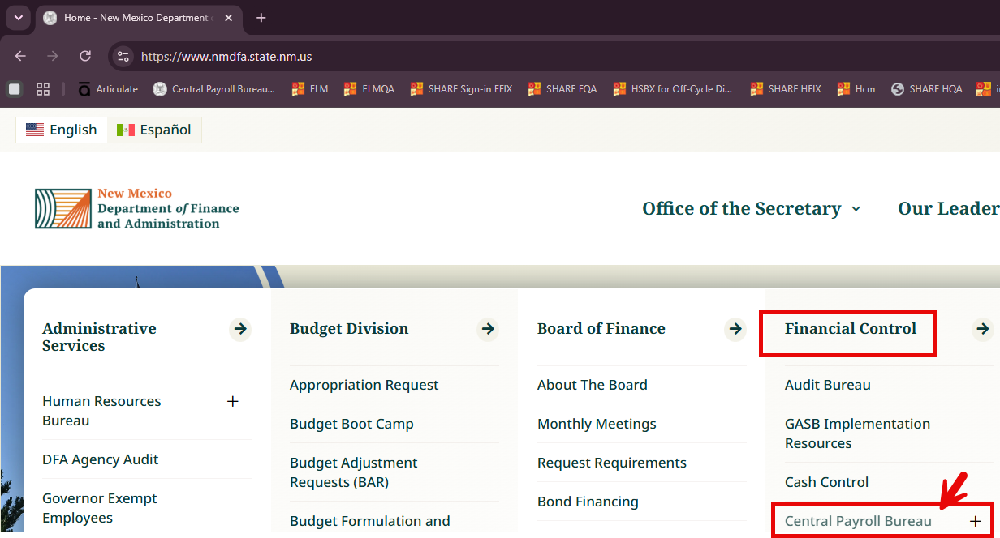 Home - New Mexico Department
https://www.nmdfa.state.nm.us
Articulate Central Payroll Bureau... ELM ELMQA SHARE Sign-in FFIX SHARE FQA HSBX for Off-Cycle Di... SHARE HFIX Hcm SHARE HQA
English Español
New Mexico
Department of Finance
and Administration
Office of the Secretary Our Leader
Administrative
Services
Human Resources
Bureau
DFA Agency Audit
Governor Exempt
Employees
Budget Division
Appropriation Request
Budget Boot Camp
Budget Adjustment
Requests (BAR)
Budget Formulation and
Board of Finance
About The Board
Monthly Meetings
Request Requirements
Bond Financing
Financial Control
Audit Bureau
GASB Implementation
Resources
Cash Control
Central Payroll Bureau